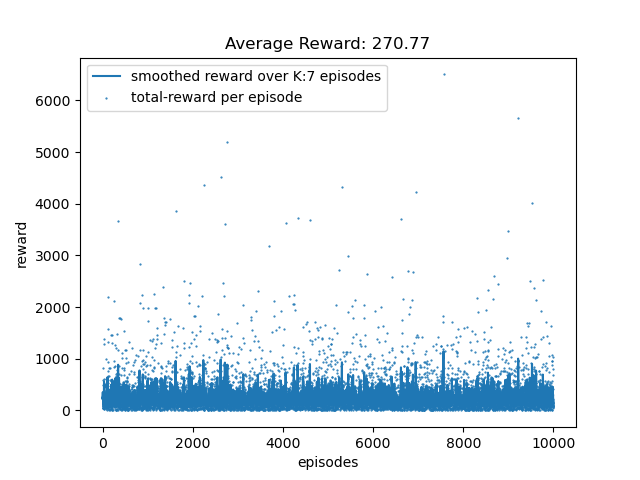 Average Reward: 270.77
smoothed reward over K:7 episodes
total-reward per episode
reward
6000
5000
4000
3000
2000
1000
0
0 2000 4000 6000 8000 10000
episodes